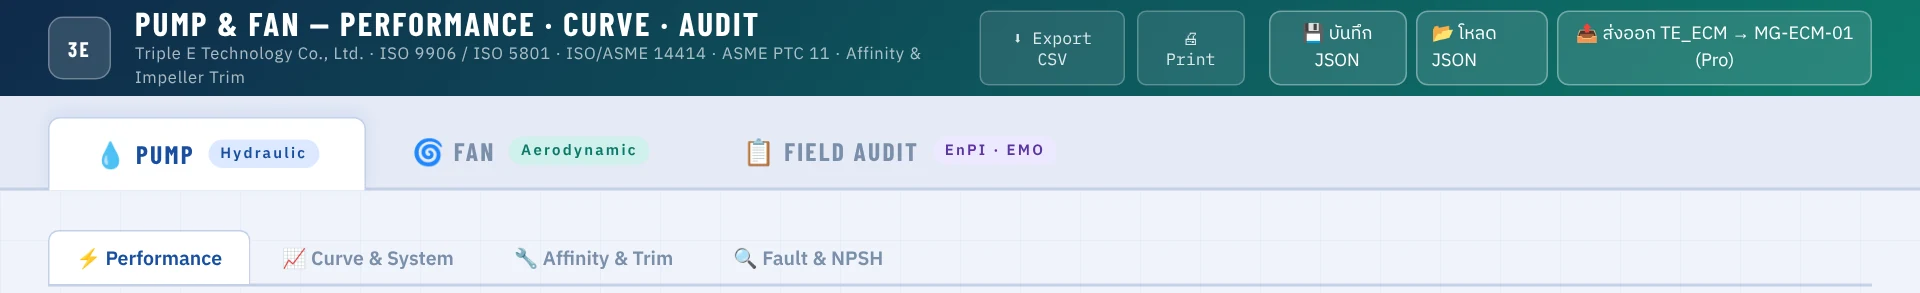 3E
PUMP & FAN – PERFORMANCE · CURVE · AUDIT
Triple E Technology Co., Ltd. · ISO 9906 / ISO 5801 · ISO/ASME 14414 · ASME PTC 11 · Affinity &
Impeller Trim
⬇ Export
CSV
🖨
Print
💾 บันทึก
JSON
📂 โหลด
JSON
📤 ส่งออก TE_ECM → MG-ECM-01
(Pro)
💧 PUMP Hydraulic
🌀 FAN Aerodynamic
📋 FIELD AUDIT EnPI · EMO
⚡ Performance
📈 Curve & System
🔧 Affinity & Trim
🔍 Fault & NPSH